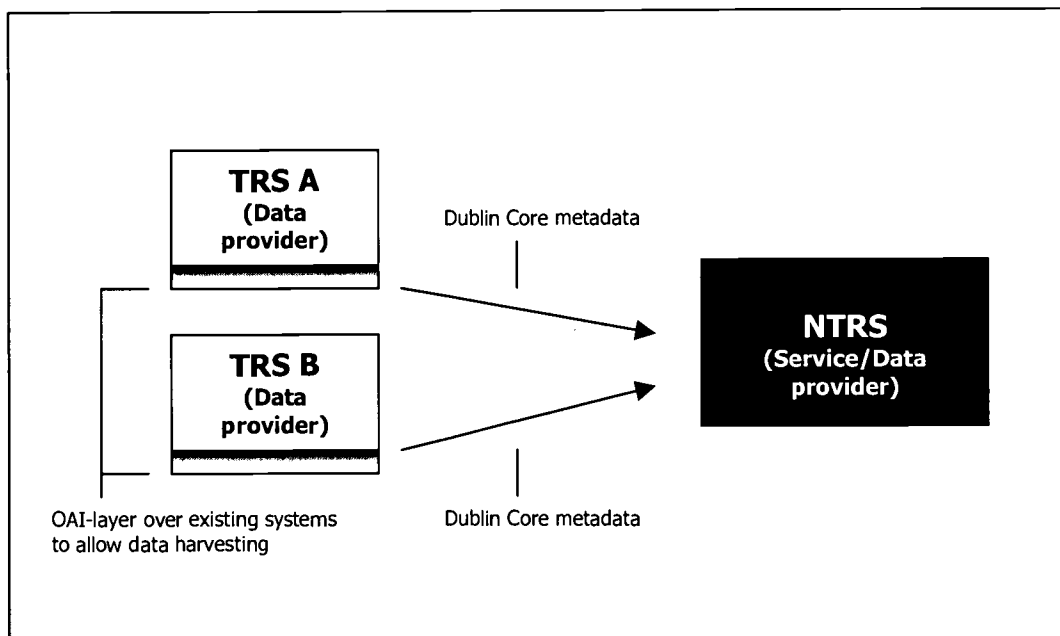 TRS A
(Data
provider)
Dublin Core metadata
NTRS
(Service/Data
provider)
TRS B
(Data
provider)
OAI-layer over existing systems
to allow data harvesting
Dublin Core metadata